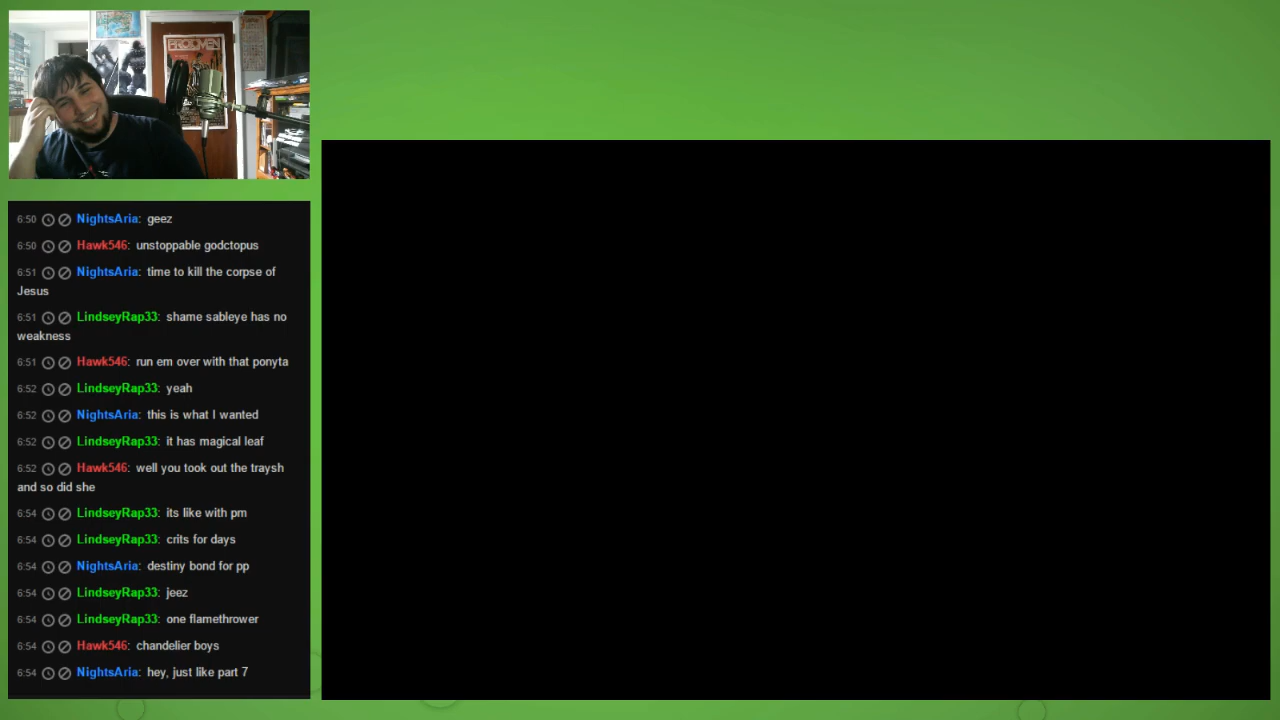 PROTOMEN
6:50 NightsAria: geez
6:50 Hawk546: unstoppable godctopus
6:51 NightsAria: time to kill the corpse of
Jesus
6:51 LindseyRap33: shame sableye has no
weakness
6:51 Hawk546: run em over with that ponyta
6:52 LindseyRap33: yeah
6:52 NightsAria: this is what I wanted
6:52 LindseyRap33: it has magical leaf
6:52 Hawk546: well you took out the traysh
and so did she
6:54 LindseyRap33: its like with pm
6:54 LindseyRap33: crits for days
6:54 NightsAria: destiny bond for pp
6:54 LindseyRap33: jeez
6:54 LindseyRap33: one flamethrower
6:54 Hawk546: chandelier boys
6:54 NightsAria: hey, just like part 7